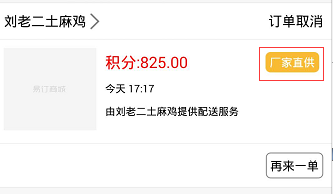 刘老二土麻鸡 订单取消
积分:825.00 厂家直供
今天 17:17
由刘老二土麻鸡提供配送服务
再来一单